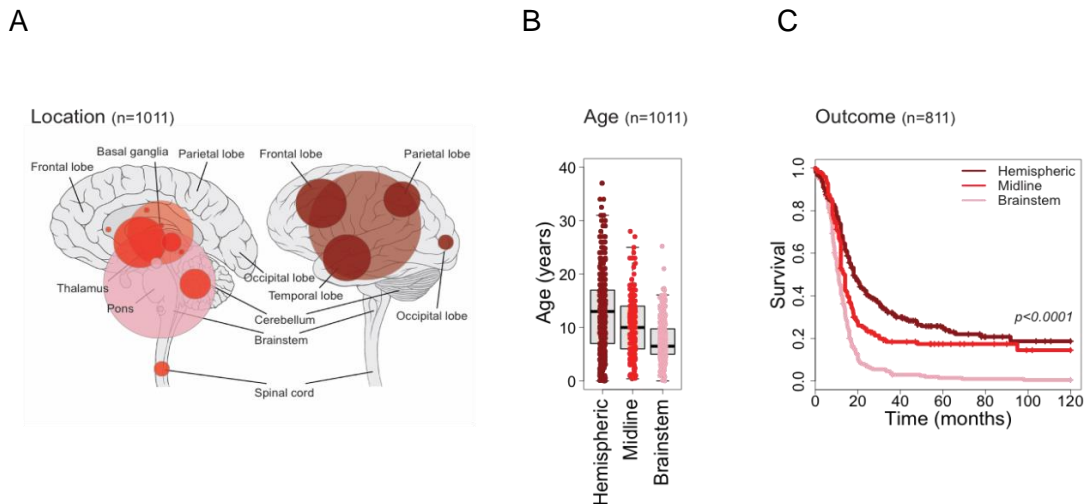 A
B
C
Location (n=1011)
Basal ganglia
Parietal lobe
Frontal lobe
Frontal lobe
Parietal lobe
Occipital lobe
Temporal lobe
Thalamus
Pons
Cerebellum
Brainstem
Occipital lobe
Spinal cord
Age (n=1011)
Age (years)
40
30
20
10
0
Hemispheric
Midline
Brainstem
Outcome (n=811)
Survival
1.0
0.8
0.6
0.4
0.2
0.0
Hemispheric
Midline
Brainstem
p<0.0001
0 20 40 60 80 100 120
Time (months)